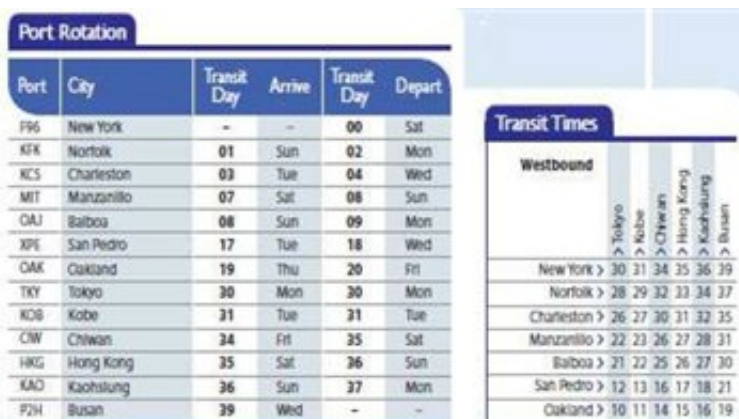 Port Rotation
Port City Transit Day Arrive Transit Day Depart
F96 New York - - 00 Sat
KFK Norfolk 01 Sun 02 Mon
KCS Charleston 03 Tue 04 Wed
MIT Manzanillo 07 Sat 08 Sun
OAJ Balboa 08 Sun 09 Mon
XPE San Pedro 17 Tue 18 Wed
OAK Oakland 19 Thu 20 Fri
TKY Tokyo 30 Mon 30 Mon
KOB Kobe 31 Tue 31 Tue
CIW Chiwan 34 Fri 35 Sat
HKG Hong Kong 35 Sat 36 Sun
KAO Kaohsiung 36 Sun 37 Mon
P2H Busan 39 Wed - -
Transit Times
Westbound > Tokyo > Kobe > Chiwan > Hong Kong > Kaohsiung > Busan
New York > 30 31 34 35 36 39
Norfolk > 28 29 32 33 34 37
Charleston > 26 27 30 31 32 35
Manzanillo > 22 23 26 27 28 31
Balboa > 21 22 25 26 27 30
San Pedro > 12 13 16 17 18 21
Oakland > 10 11 14 15 16 19